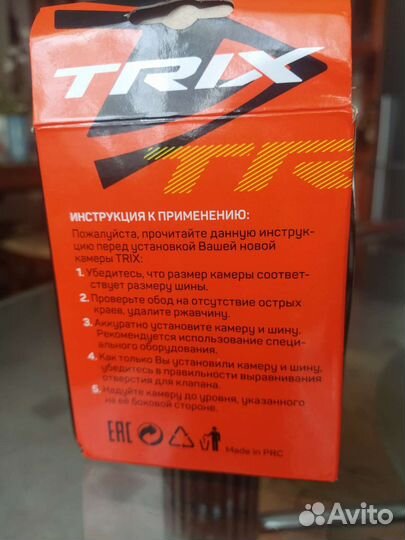 TRIX
TR
ИНСТРУКЦИЯ К ПРИМЕНЕНИЮ:
Пожалуйста, прочитайте данную инструк-
цию перед установкой Вашей новой
камеры TRIX:
1. Убедитесь, что размер камеры соответ-
ствует размеру шины.
2. Проверьте обод на отсутствие острых
краев, удалите ржавчину.
3. Аккуратно установите камеру и шину.
Рекомендуется использование специ-
ального оборудования.
4. Как только Вы установили камеру и шину,
убедитесь в правильности выравнивания
отверстия для клапана.
5. Надуйте камеру до уровня, указанного
на её боковой стороне.
EAC
Made in PRC
Avito